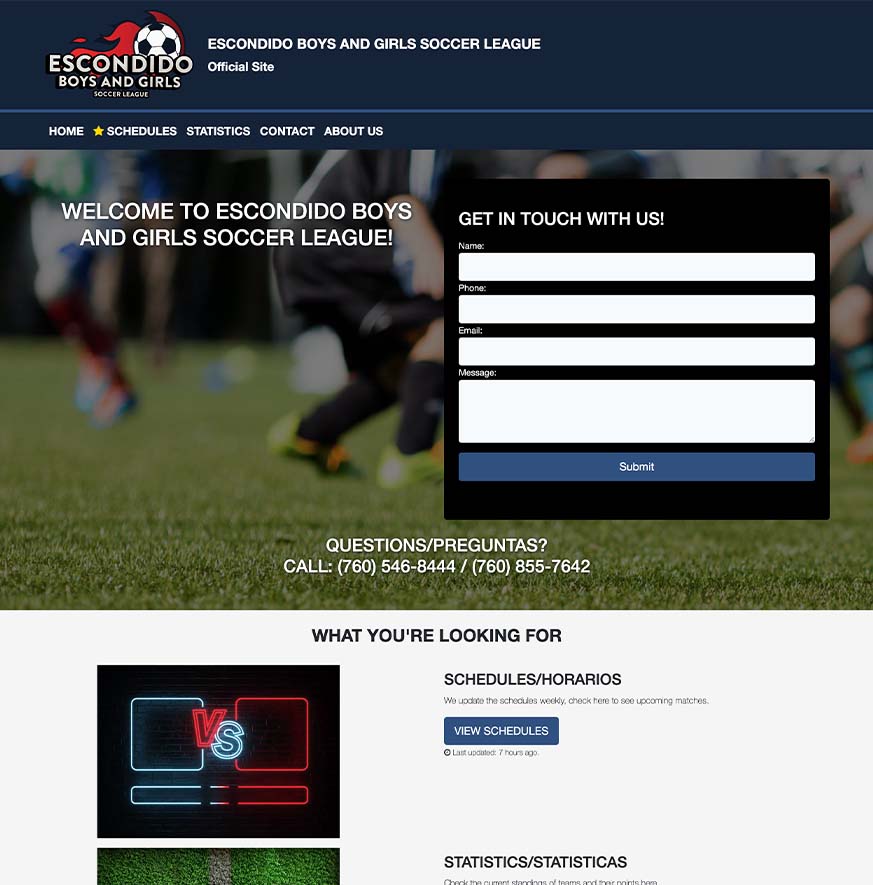 ESCONDIDO
BOYS AND GIRLS
SOCCER LEAGUE
ESCONDIDO BOYS AND GIRLS SOCCER LEAGUE
Official Site
HOME SCHEDULES STATISTICS CONTACT ABOUT US
WELCOME TO ESCONDIDO BOYS
AND GIRLS SOCCER LEAGUE!
GET IN TOUCH WITH US!
Name:
Phone:
Email:
Message:
Submit
QUESTIONS/PREGUNTAS?
CALL: (760) 546-8444 / (760) 855-7642
WHAT YOU'RE LOOKING FOR
VS
SCHEDULES/HORARIOS
We update the schedules weekly, check here to see upcoming matches.
VIEW SCHEDULES
Last updated: 7 hours ago.
STATISTICS/STATISTICAS
Check the current standings of teams and their points here.